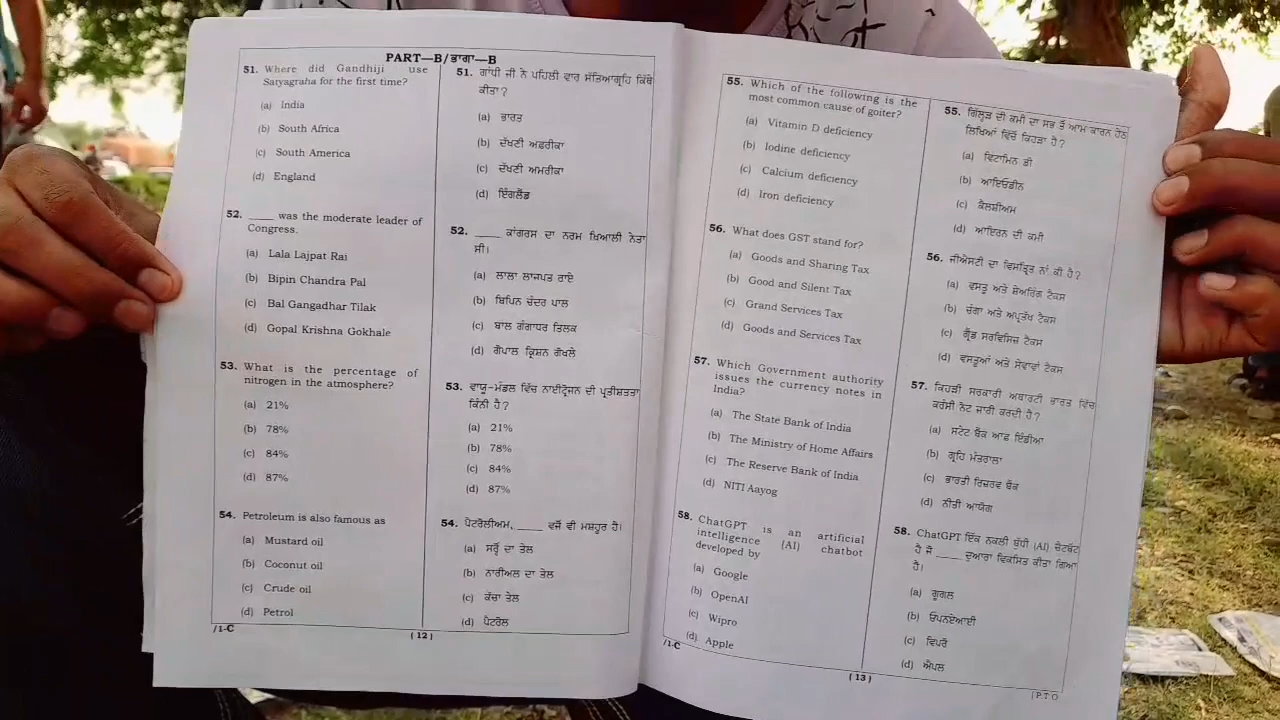 PART—B/ਭਾਗ—B
51. Where did Gandhiji use
Satyagraha for the first time?
(a) India
(b) South Africa
(c) South America
(d) England
52. ____ was the moderate leader of
Congress.
(a) Lala Lajpat Rai
(b) Bipin Chandra Pal
(c) Bal Gangadhar Tilak
(d) Gopal Krishna Gokhale
53. What is the percentage of
nitrogen in the atmosphere?
(a) 21%
(b) 78%
(c) 84%
(d) 87%
54. Petroleum is also famous as
(a) Mustard oil
(b) Coconut oil
(c) Crude oil
(d) Petrol
/1-C
51. ਗਾਂਧੀ ਜੀ ਨੇ ਪਹਿਲੀ ਵਾਰ ਸੱਤਿਆਗ੍ਰਹਿ ਕਿੱਥੇ
ਕੀਤਾ?
(a) ਭਾਰਤ
(b) ਦੱਖਣੀ ਅਫ਼ਰੀਕਾ
(c) ਦੱਖਣੀ ਅਮਰੀਕਾ
(d) ਇੰਗਲੈਂਡ
52. ____ ਕਾਂਗਰਸ ਦਾ ਨਰਮ ਖਿਆਲੀ ਨੇਤਾ
ਸੀ।
(a) ਲਾਲਾ ਲਾਜਪਤ ਰਾਏ
(b) ਬਿਪਿਨ ਚੰਦਰ ਪਾਲ
(c) ਬਾਲ ਗੰਗਾਧਰ ਤਿਲਕ
(d) ਗੋਪਾਲ ਕ੍ਰਿਸ਼ਨ ਗੋਖਲੇ
53. ਵਾਯੂ-ਮੰਡਲ ਵਿੱਚ ਨਾਈਟ੍ਰੋਜਨ ਦੀ ਪ੍ਰਤੀਸ਼ਤਤਾ
ਕਿੰਨੀ ਹੈ?
(a) 21%
(b) 78%
(c) 84%
(d) 87%
54. ਪੈਟਰੋਲੀਅਮ, ____ ਵਜੋਂ ਵੀ ਮਸ਼ਹੂਰ ਹੈ।
(a) ਸਰ੍ਹੋਂ ਦਾ ਤੇਲ
(b) ਨਾਰੀਅਲ ਦਾ ਤੇਲ
(c) ਕੱਚਾ ਤੇਲ
(d) ਪੈਟਰੋਲ
(12)
55. Which of the following is the
most common cause of goiter?
(a) Vitamin D deficiency
(b) Iodine deficiency
(c) Calcium deficiency
(d) Iron deficiency
56. What does GST stand for?
(a) Goods and Sharing Tax
(b) Good and Silent Tax
(c) Grand Services Tax
(d) Goods and Services Tax
57. Which Government authority
issues the currency notes in
India?
(a) The State Bank of India
(b) The Ministry of Home Affairs
(c) The Reserve Bank of India
(d) NITI Aayog
58. ChatGPT is an artificial
intelligence (AI) chatbot
developed by
(a) Google
(b) OpenAI
(c) Wipro
(d) Apple
/1-C
55. ਗਿੱਲ੍ਹੜ ਦੀ ਕਮੀ ਦਾ ਸਭ ਤੋਂ ਆਮ ਕਾਰਨ ਹੇਠ
ਲਿਖਿਆਂ ਵਿੱਚੋਂ ਕਿਹੜਾ ਹੈ?
(a) ਵਿਟਾਮਿਨ ਡੀ
(b) ਆਇਓਡੀਨ
(c) ਕੈਲਸ਼ੀਅਮ
(d) ਆਇਰਨ ਦੀ ਕਮੀ
56. ਜੀਐਸਟੀ ਦਾ ਵਿਸਤ੍ਰਿਤ ਨਾਂ ਕੀ ਹੈ?
(a) ਵਸਤੂ ਅਤੇ ਸ਼ੇਅਰਿੰਗ ਟੈਕਸ
(b) ਚੰਗਾ ਅਤੇ ਅਪ੍ਰਤੱਖ ਟੈਕਸ
(c) ਗ੍ਰੈਂਡ ਸਰਵਿਸਿਜ਼ ਟੈਕਸ
(d) ਵਸਤੂਆਂ ਅਤੇ ਸੇਵਾਵਾਂ ਟੈਕਸ
57. ਕਿਹੜੀ ਸਰਕਾਰੀ ਅਥਾਰਟੀ ਭਾਰਤ ਵਿੱਚ
ਕਰੰਸੀ ਨੋਟ ਜਾਰੀ ਕਰਦੀ ਹੈ?
(a) ਸਟੇਟ ਬੈਂਕ ਆਫ਼ ਇੰਡੀਆ
(b) ਗ੍ਰਹਿ ਮੰਤਰਾਲਾ
(c) ਭਾਰਤੀ ਰਿਜ਼ਰਵ ਬੈਂਕ
(d) ਨੀਤੀ ਆਯੋਗ
58. ChatGPT ਇੱਕ ਨਕਲੀ ਬੁੱਧੀ (AI) ਚੈਟਬੋਟ
ਹੈ ਜੋ ____ ਦੁਆਰਾ ਵਿਕਸਿਤ ਕੀਤਾ ਗਿਆ
ਹੈ।
(a) ਗੂਗਲ
(b) ਓਪਨਏਆਈ
(c) ਵਿਪਰੋ
(d) ਐਪਲ
(13)
[P.T.O.